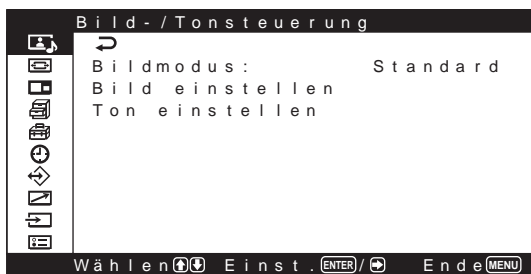 Bild-/Tonsteuerung
Bildmodus: Standard
Bild einstellen
Ton einstellen
Wählen Einst. ENTER / Ende MENU